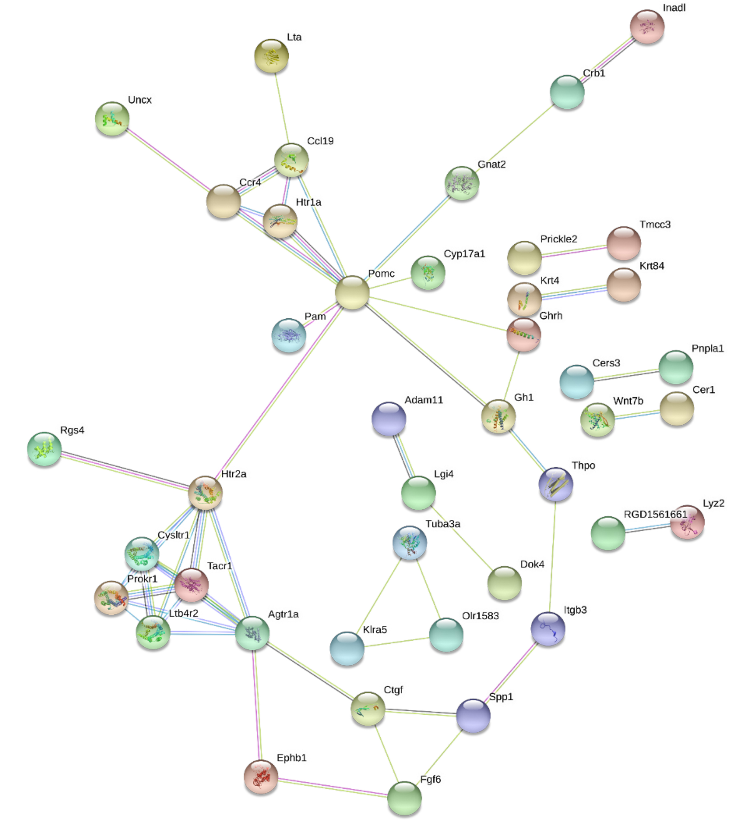 Inadl
Lta
Crb1
Uncx
Ccl19
Gnat2
Ccr4
Htr1a
Tmcc3
Prickle2
Cyp17a1
Pomc
Krt84
Krt4
Pam
Ghrh
Pnpla1
Cers3
Adam11
Gh1
Cer1
Wnt7b
Rgs4
Thpo
Htr2a
Lgi4
Lyz2
RGD1561661
Tuba3a
Cysltr1
Dok4
Tacr1
Prokr1
Itgb3
Ltb4r2
Agtr1a
Olr1583
Klra5
Ctgf
Spp1
Ephb1
Fgf6